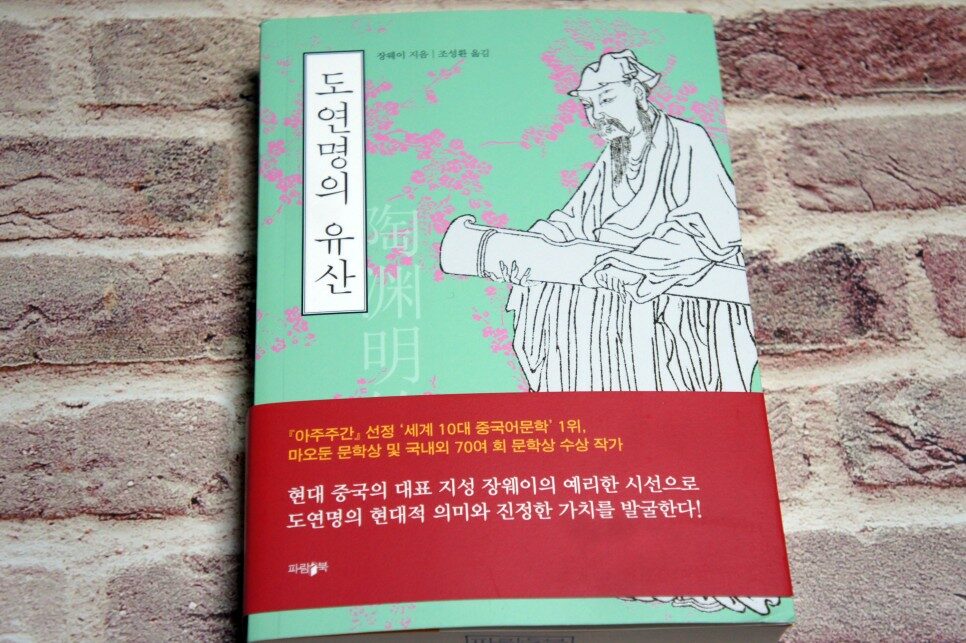 장웨이 지음 | 조성환 옮김
도연명의 유산
陶渊明
『아주주간』 선정 ‘세계 10대 중국어문학’ 1위,
마오둔 문학상 및 국내외 70여 회 문학상 수상 작가
현대 중국의 대표 지성 장웨이의 예리한 시선으로
도연명의 현대적 의미와 진정한 가치를 발굴한다!
파람북